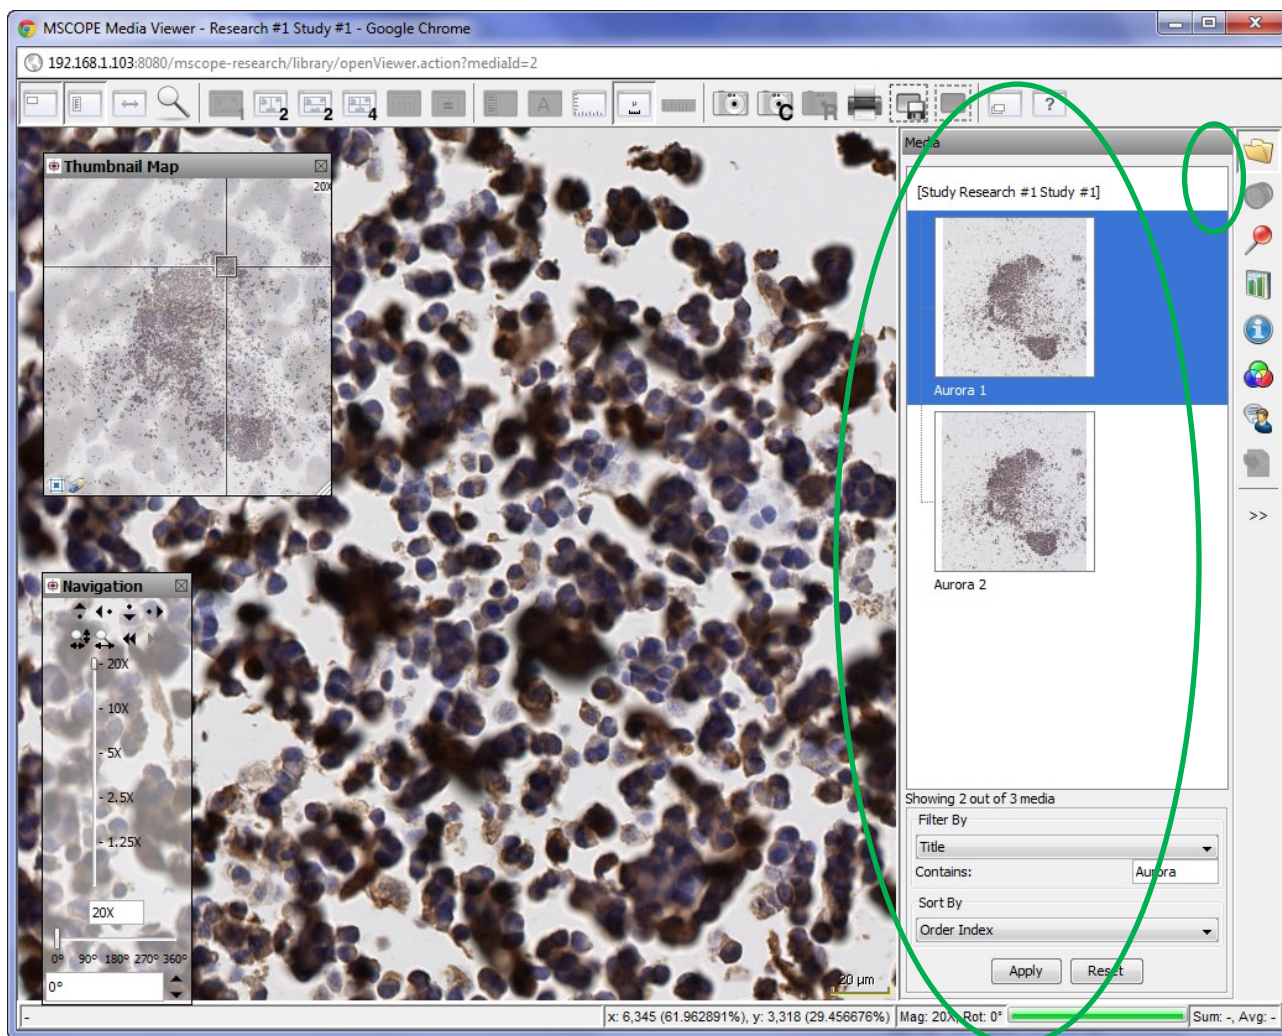 MSCOPE Media Viewer - Research #1 Study #1 - Google Chrome
192.168.1.103:8080/mscope-research/library/openViewer.action?mediaId=2
1 2 2 4 A µ C R ?
Thumbnail Map
20X
Navigation
20X
10X
5X
2.5X
1.25X
20X
0° 90° 180° 270° 360°
0°
20 µm
Media
[Study Research #1 Study #1]
Aurora 1
Aurora 2
>>
Showing 2 out of 3 media
Filter By
Title
Contains: Aurora
Sort By
Order Index
Apply Reset
- x: 6,345 (61.962891%), y: 3,318 (29.456676%) Mag: 20X, Rot: 0° Sum: -, Avg: -